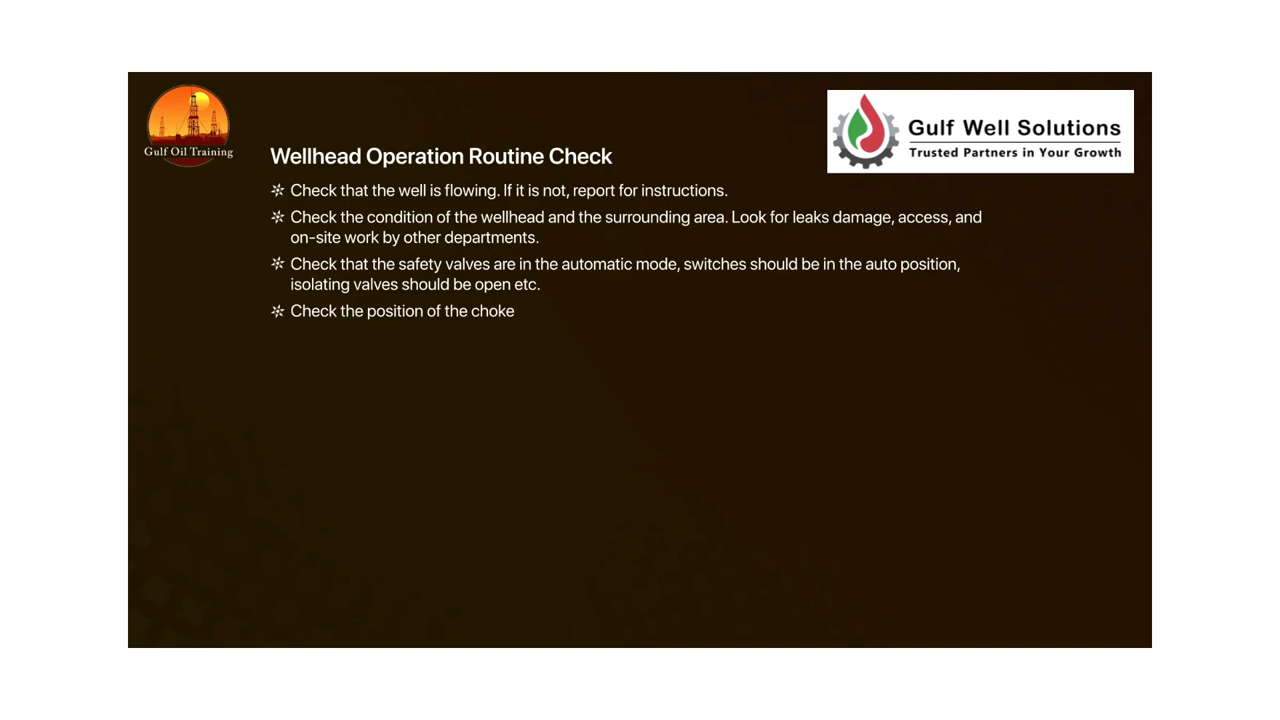 Gulf Oil Training
Gulf Well Solutions
Trusted Partners in Your Growth
Wellhead Operation Routine Check
Check that the well is flowing. If it is not, report for instructions.
Check the condition of the wellhead and the surrounding area. Look for leaks damage, access, and
on-site work by other departments.
Check that the safety valves are in the automatic mode, switches should be in the auto position,
isolating valves should be open etc.
Check the position of the choke